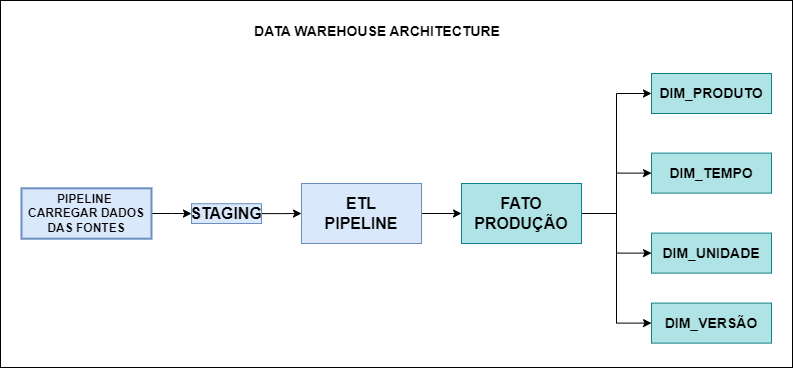 DATA WAREHOUSE ARCHITECTURE
PIPELINE
CARREGAR DADOS
DAS FONTES
STAGING
ETL
PIPELINE
FATO
PRODUÇÃO
DIM_PRODUTO
DIM_TEMPO
DIM_UNIDADE
DIM_VERSÃO